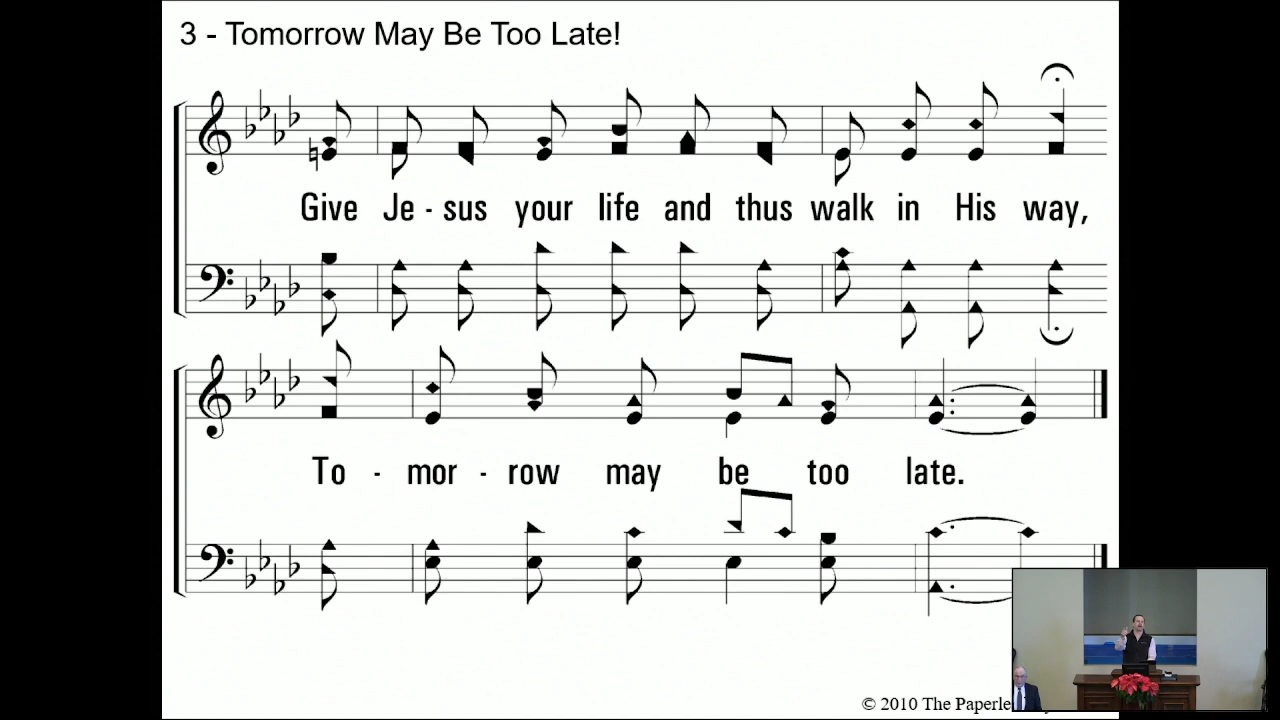 3 - Tomorrow May Be Too Late!
Give Je - sus your life and thus walk in His way,
To - mor - row may be too late.
© 2010 The